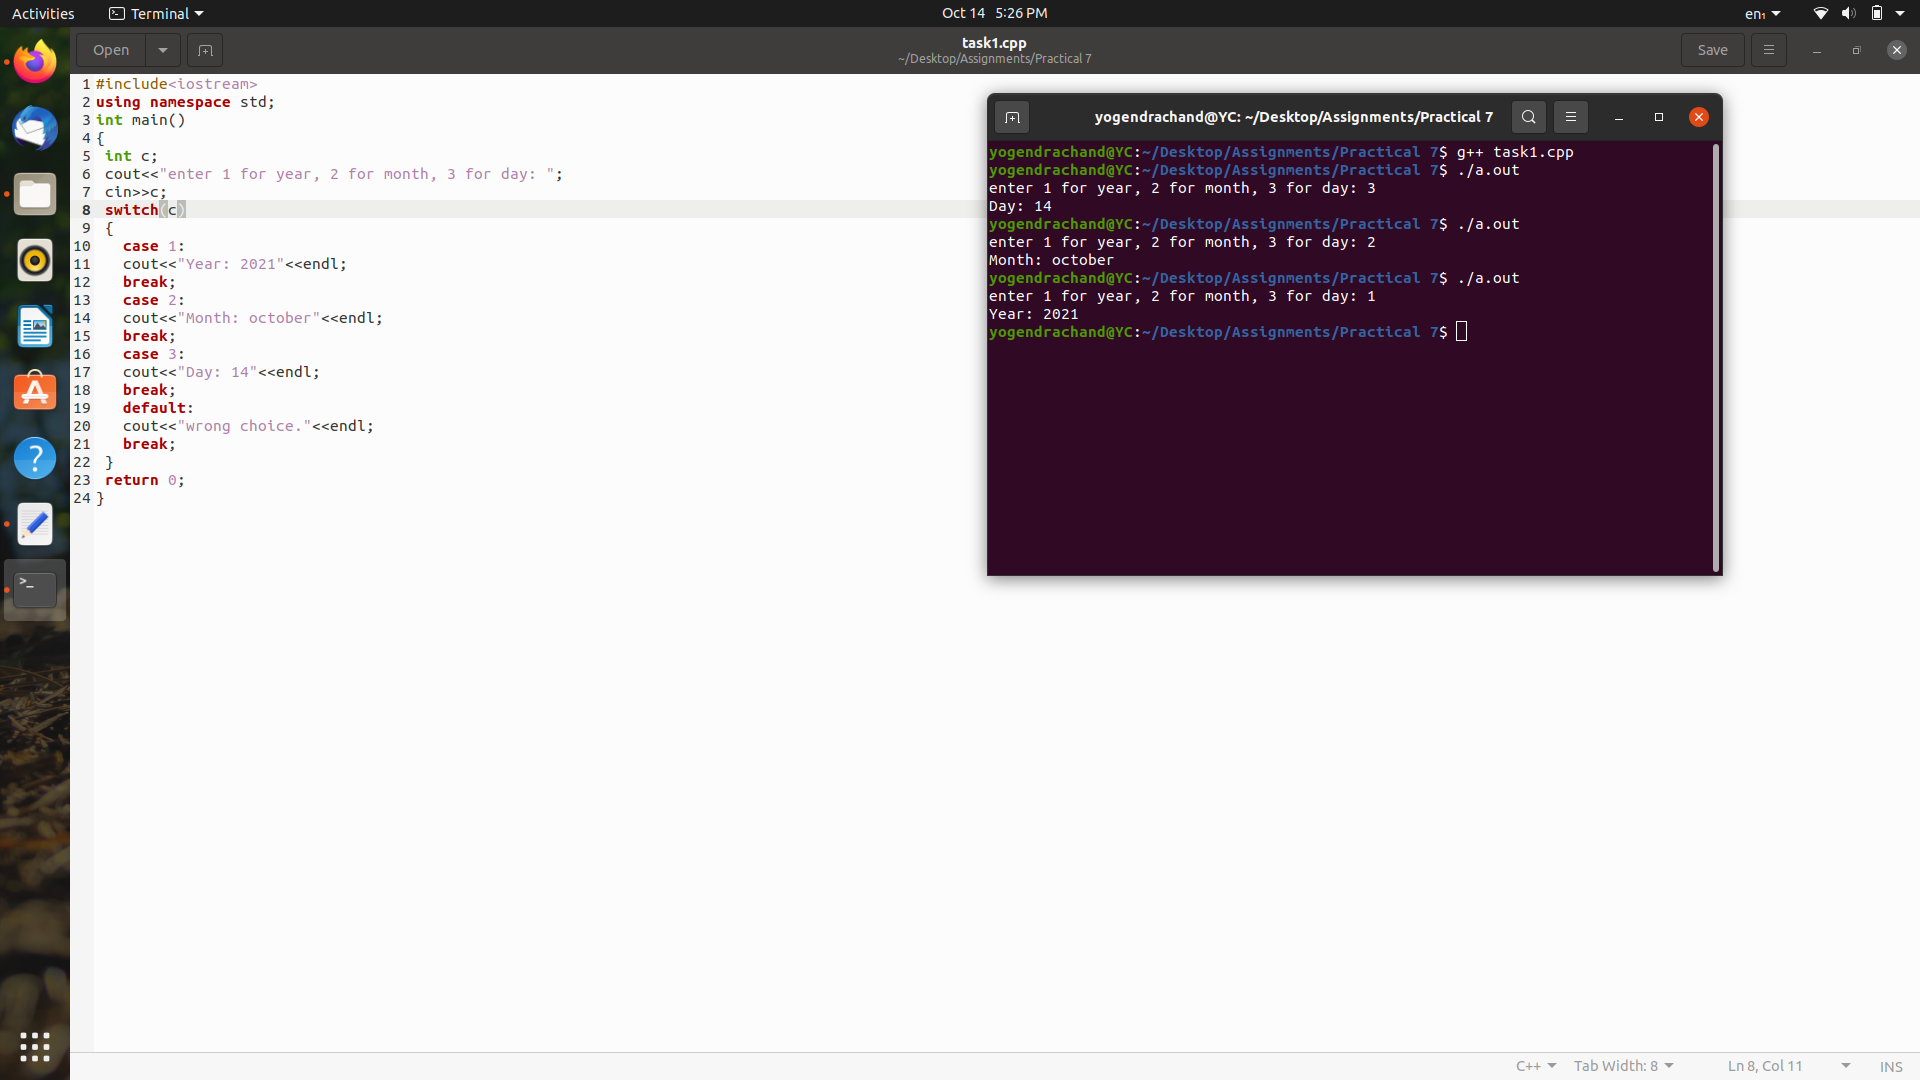 Activities Terminal Oct 14 5:26 PM en₁
Open task1.cpp Save
~/Desktop/Assignments/Practical 7
1 #include<iostream>
2 using namespace std;
3 int main()
4 {
5  int c;
6  cout<<"enter 1 for year, 2 for month, 3 for day: ";
7  cin>>c;
8  switch(c)
9  {
10   case 1:
11   cout<<"Year: 2021"<<endl;
12   break;
13   case 2:
14   cout<<"Month: october"<<endl;
15   break;
16   case 3:
17   cout<<"Day: 14"<<endl;
18   break;
19   default:
20   cout<<"wrong choice."<<endl;
21   break;
22  }
23  return 0;
24 }
yogendrachand@YC: ~/Desktop/Assignments/Practical 7
yogendrachand@YC:~/Desktop/Assignments/Practical 7$ g++ task1.cpp
yogendrachand@YC:~/Desktop/Assignments/Practical 7$ ./a.out
enter 1 for year, 2 for month, 3 for day: 3
Day: 14
yogendrachand@YC:~/Desktop/Assignments/Practical 7$ ./a.out
enter 1 for year, 2 for month, 3 for day: 2
Month: october
yogendrachand@YC:~/Desktop/Assignments/Practical 7$ ./a.out
enter 1 for year, 2 for month, 3 for day: 1
Year: 2021
yogendrachand@YC:~/Desktop/Assignments/Practical 7$
C++ Tab Width: 8 Ln 8, Col 11 INS